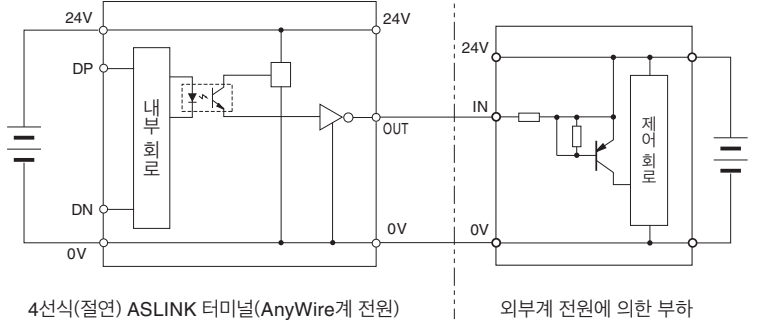 24V
24V
24V
DP
내부 회로
IN
OUT
제어 회로
DN
0V
0V
0V
4선식(절연) ASLINK 터미널(AnyWire계 전원)
외부계 전원에 의한 부하